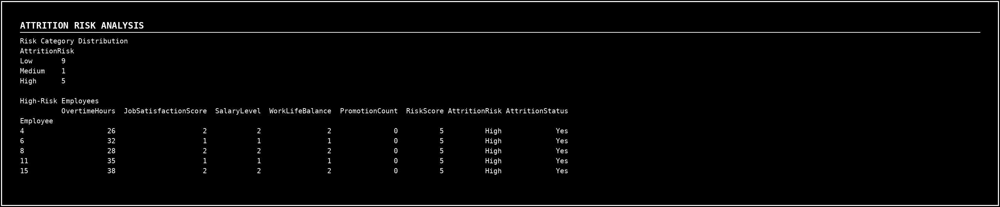 ATTRITION RISK ANALYSIS
Risk Category Distribution
AttritionRisk
Low       9
Medium    1
High      5
High-Risk Employees
          OvertimeHours  JobSatisfactionScore  SalaryLevel  WorkLifeBalance  PromotionCount  RiskScore AttritionRisk AttritionStatus
Employee
4                    26                     2            2                2               0          5          High             Yes
6                    32                     1            1                1               0          5          High             Yes
8                    28                     2            2                2               0          5          High             Yes
11                   35                     1            1                1               0          5          High             Yes
15                   38                     2            2                2               0          5          High             Yes